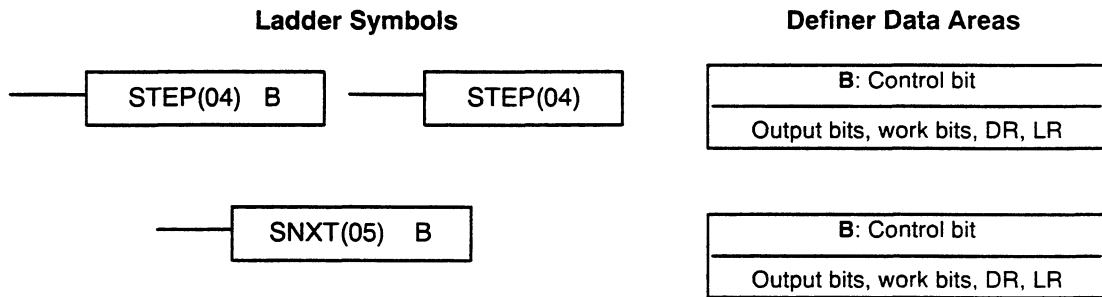 Ladder Symbols Definer Data Areas
STEP(04) B STEP(04) B: Control bit
Output bits, work bits, DR, LR
SNXT(05) B B: Control bit
Output bits, work bits, DR, LR